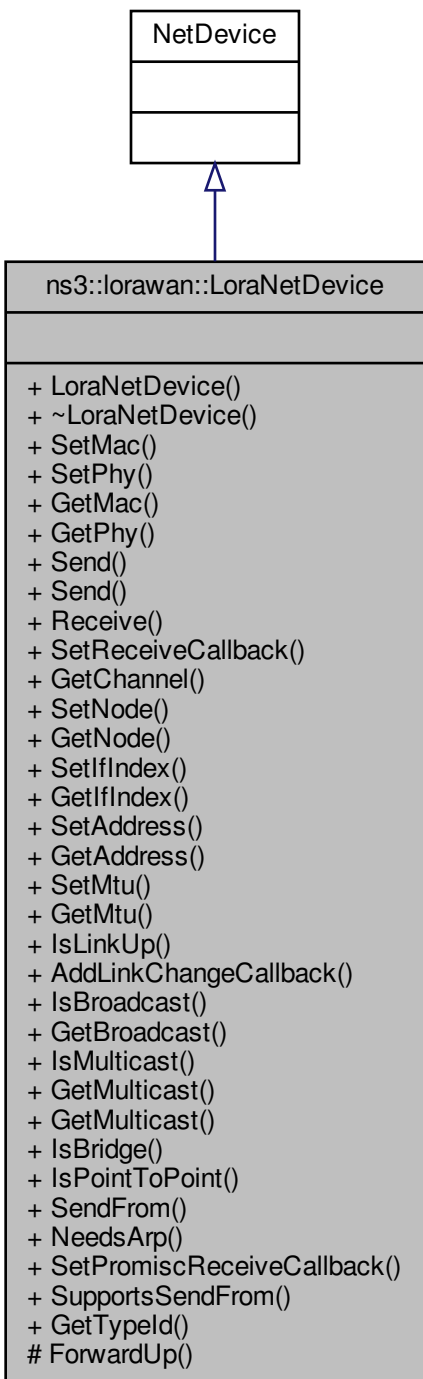 NetDevice
ns3::lorawan::LoraNetDevice
+ LoraNetDevice()
+ ~LoraNetDevice()
+ SetMac()
+ SetPhy()
+ GetMac()
+ GetPhy()
+ Send()
+ Send()
+ Receive()
+ SetReceiveCallback()
+ GetChannel()
+ SetNode()
+ GetNode()
+ SetIfIndex()
+ GetIfIndex()
+ SetAddress()
+ GetAddress()
+ SetMtu()
+ GetMtu()
+ IsLinkUp()
+ AddLinkChangeCallback()
+ IsBroadcast()
+ GetBroadcast()
+ IsMulticast()
+ GetMulticast()
+ GetMulticast()
+ IsBridge()
+ IsPointToPoint()
+ SendFrom()
+ NeedsArp()
+ SetPromiscReceiveCallback()
+ SupportsSendFrom()
+ GetTypeId()
# ForwardUp()